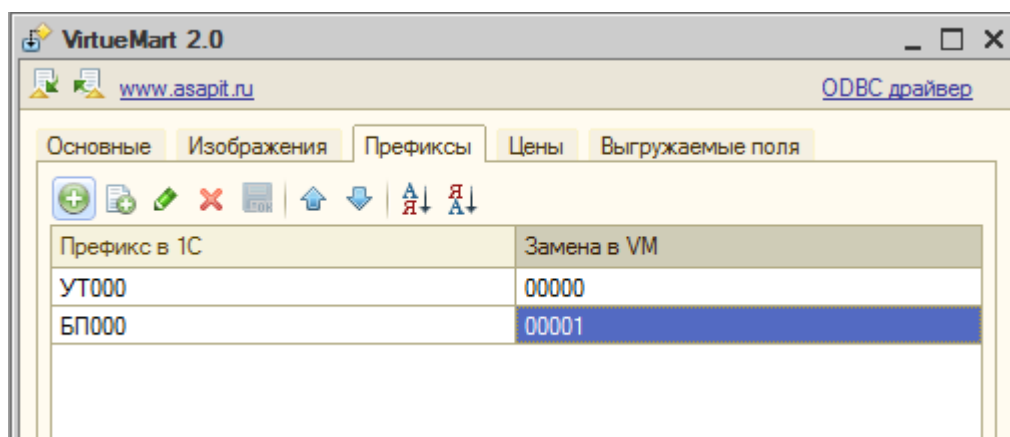 VirtueMart 2.0
www.asapit.ru ODBC драйвер
Основные Изображения Префиксы Цены Выгружаемые поля
Префикс в 1С Замена в VM
УТ000 00000
БП000 00001